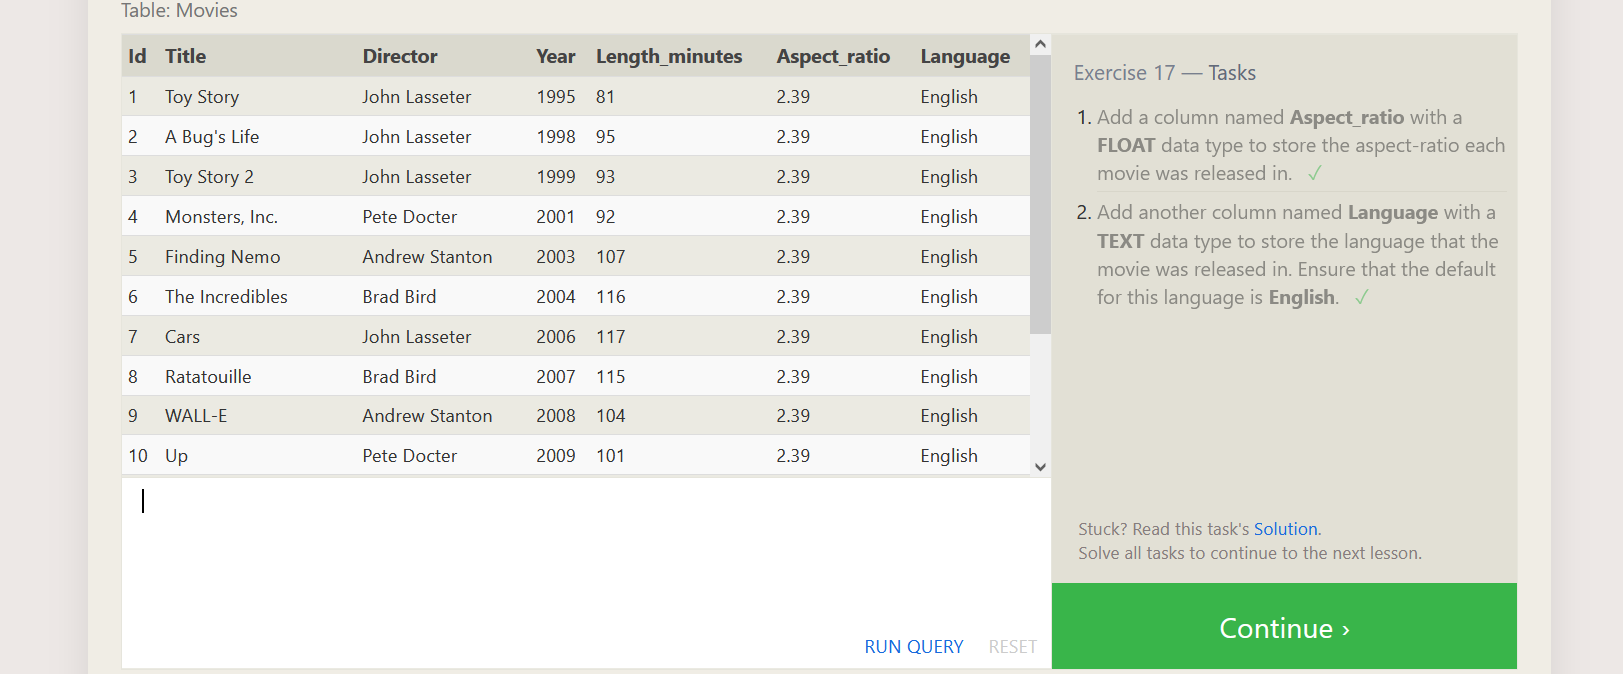 Table: Movies
Id Title Director Year Length_minutes Aspect_ratio Language
1 Toy Story John Lasseter 1995 81 2.39 English
2 A Bug's Life John Lasseter 1998 95 2.39 English
3 Toy Story 2 John Lasseter 1999 93 2.39 English
4 Monsters, Inc. Pete Docter 2001 92 2.39 English
5 Finding Nemo Andrew Stanton 2003 107 2.39 English
6 The Incredibles Brad Bird 2004 116 2.39 English
7 Cars John Lasseter 2006 117 2.39 English
8 Ratatouille Brad Bird 2007 115 2.39 English
9 WALL-E Andrew Stanton 2008 104 2.39 English
10 Up Pete Docter 2009 101 2.39 English
RUN QUERY RESET
Exercise 17 — Tasks
1. Add a column named Aspect_ratio with a
FLOAT data type to store the aspect-ratio each
movie was released in. ✓
2. Add another column named Language with a
TEXT data type to store the language that the
movie was released in. Ensure that the default
for this language is English. ✓
Stuck? Read this task's Solution.
Solve all tasks to continue to the next lesson.
Continue ›